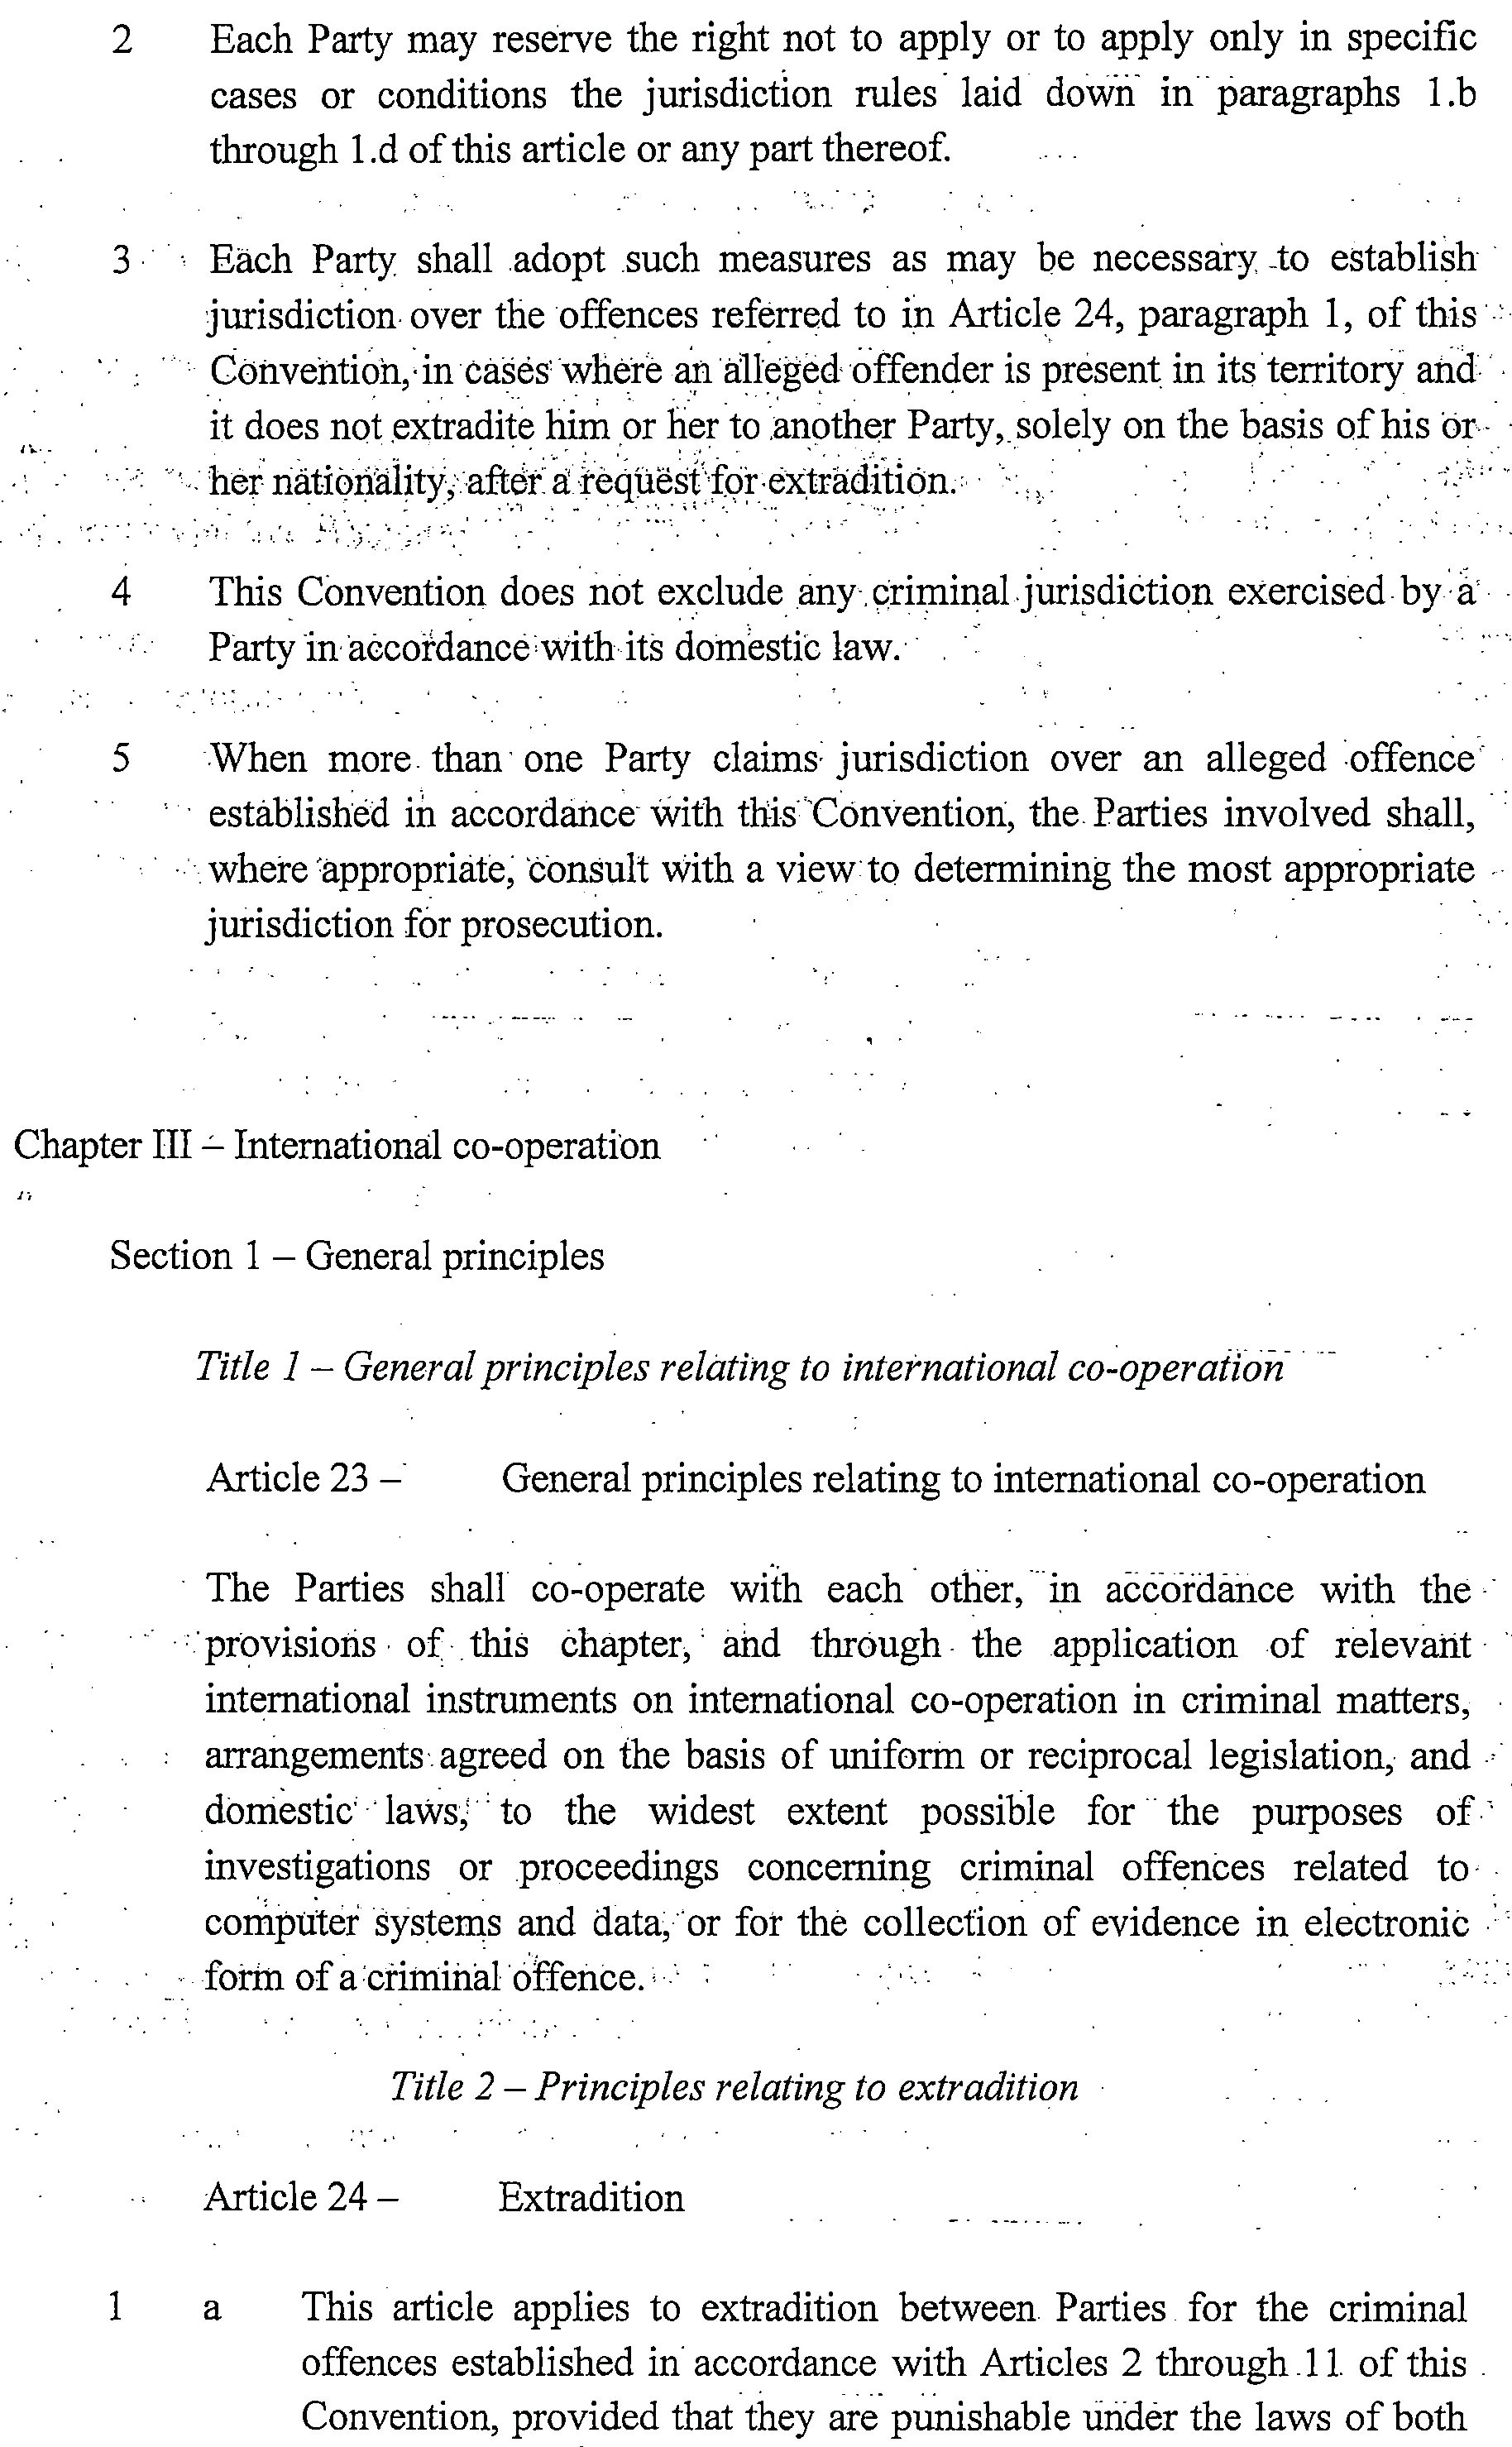 2 Each Party may reserve the right not to apply or to apply only in specific
cases or conditions the jurisdiction rules laid down in paragraphs 1.b
through 1.d of this article or any part thereof.
3 Each Party shall adopt such measures as may be necessary to establish
jurisdiction over the offences referred to in Article 24, paragraph 1, of this
Convention, in cases where an alleged offender is present in its territory and
it does not extradite him or her to another Party, solely on the basis of his or
her nationality, after a request for extradition.
4 This Convention does not exclude any criminal jurisdiction exercised by a
Party in accordance with its domestic law.
5 When more than one Party claims jurisdiction over an alleged offence
established in accordance with this Convention, the Parties involved shall,
where appropriate, consult with a view to determining the most appropriate
jurisdiction for prosecution.
Chapter III – International co-operation
Section 1 – General principles
Title 1 – General principles relating to international co-operation
Article 23 – General principles relating to international co-operation
The Parties shall co-operate with each other, in accordance with the
provisions of this chapter, and through the application of relevant
international instruments on international co-operation in criminal matters,
arrangements agreed on the basis of uniform or reciprocal legislation, and
domestic laws, to the widest extent possible for the purposes of
investigations or proceedings concerning criminal offences related to
computer systems and data, or for the collection of evidence in electronic
form of a criminal offence.
Title 2 – Principles relating to extradition
Article 24 – Extradition
1 a This article applies to extradition between Parties for the criminal
offences established in accordance with Articles 2 through 11 of this
Convention, provided that they are punishable under the laws of both